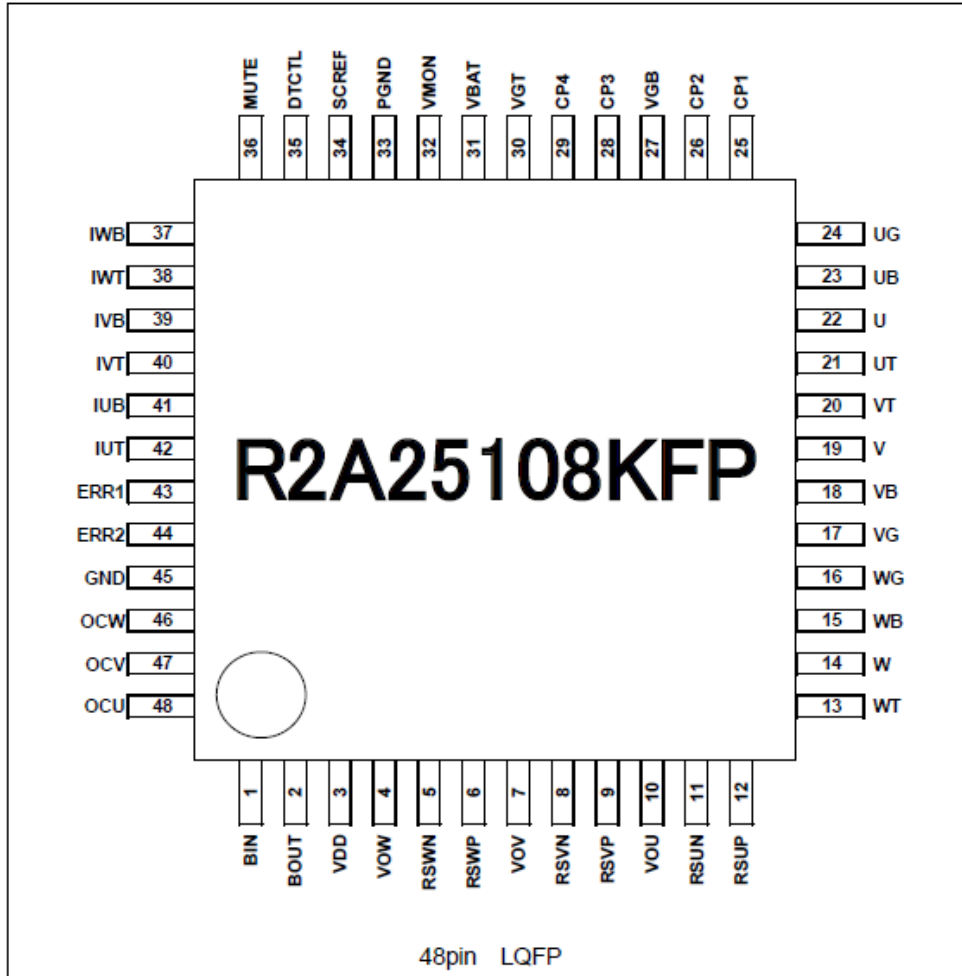 MUTE DTCTL SCREF PGND VMON VBAT VGT CP4 CP3 VGB CP2 CP1
36 35 34 33 32 31 30 29 28 27 26 25
IWB 37 24 UG
IWT 38 23 UB
IVB 39 22 U
IVT 40 21 UT
IUB 41 20 VT
IUT 42 19 V
R2A25108KFP
ERR1 43 18 VB
ERR2 44 17 VG
GND 45 16 WG
OCW 46 15 WB
OCV 47 14 W
OCU 48 13 WT
1 2 3 4 5 6 7 8 9 10 11 12
BIN BOUT VDD VOW RSWN RSWP VOV RSVN RSVP VOU RSUN RSUP
48pin LQFP